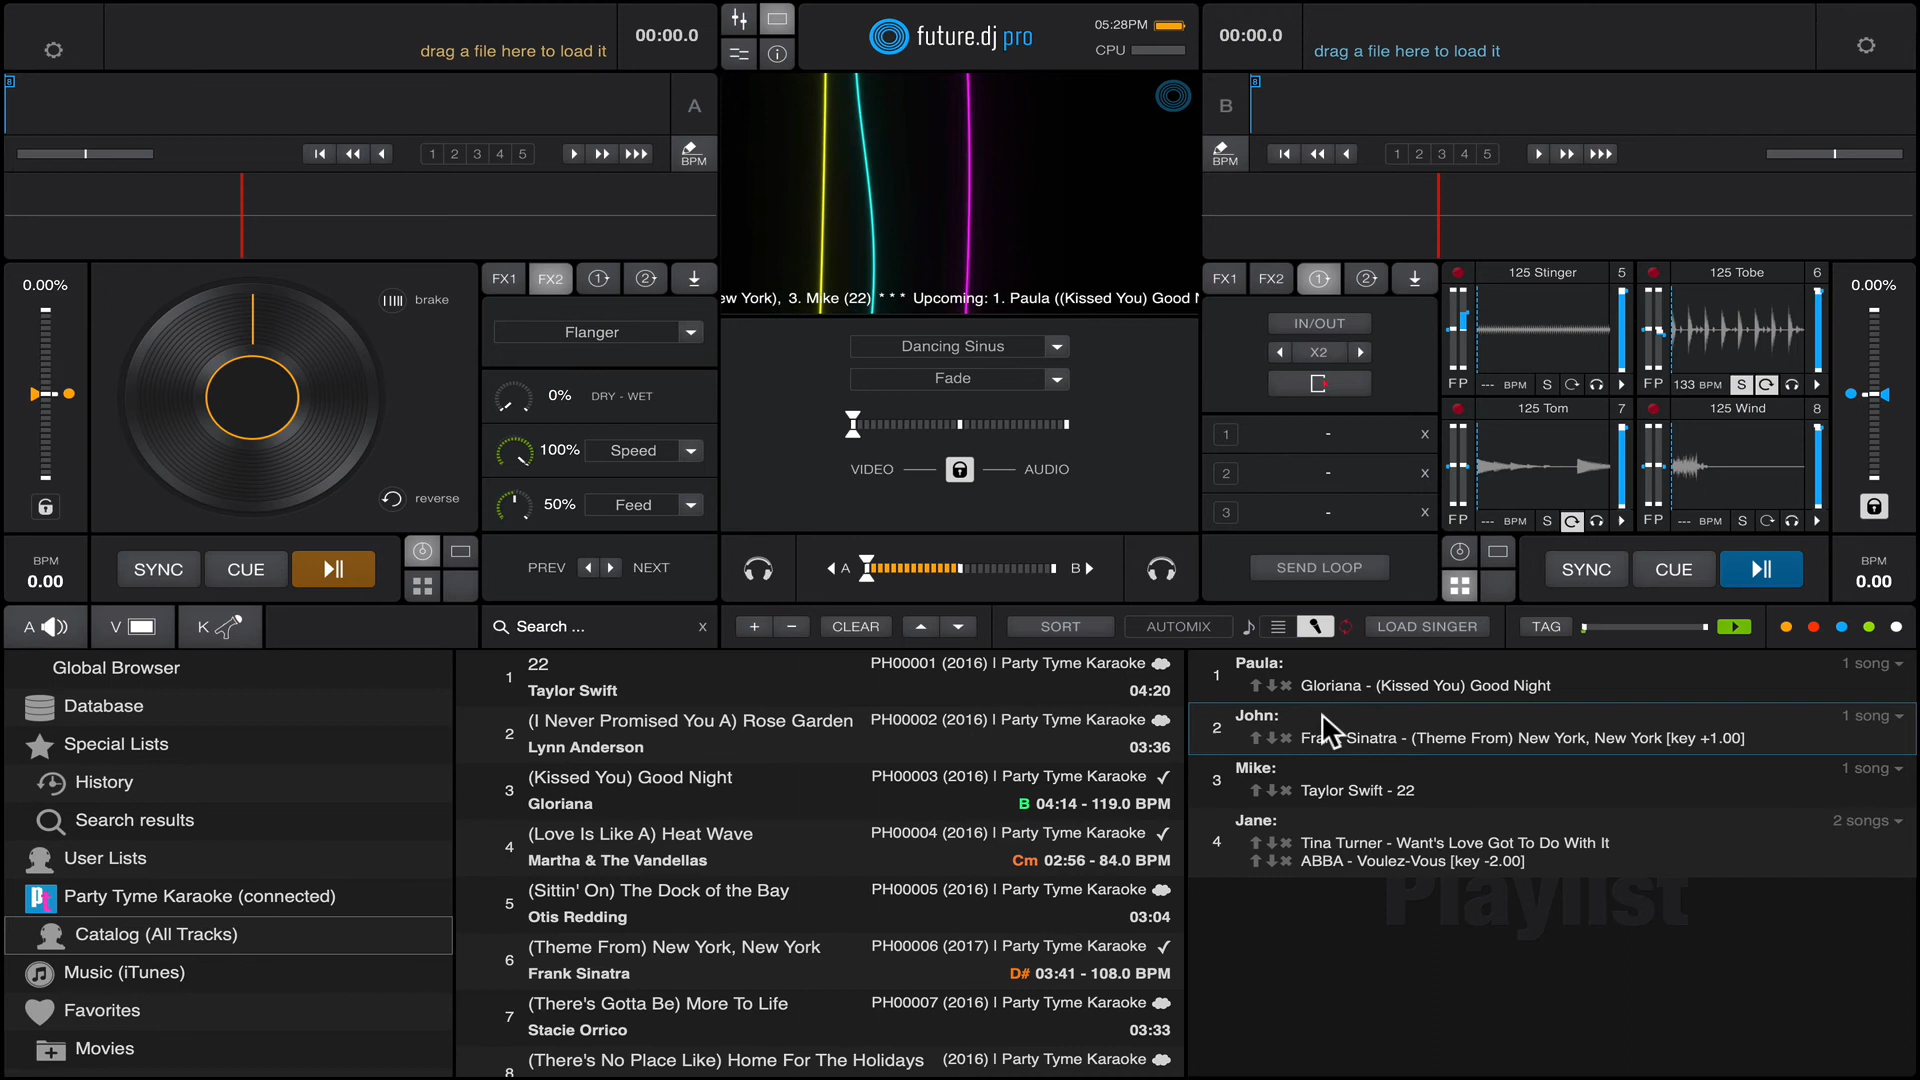 drag a file here to load it
00:00.0
future.dj pro
05:28PM
CPU
00:00.0
drag a file here to load it
8
A
B
8
1 2 3 4 5
BPM
BPM
1 2 3 4 5
0.00%
brake
reverse
FX1 FX2 1 2
Flanger
0% DRY - WET
100% Speed
50% Feed
PREV NEXT
ew York), 3. Mike (22) * * * Upcoming: 1. Paula ((Kissed You) Good N
Dancing Sinus
Fade
VIDEO AUDIO
A B
FX1 FX2 1 2
IN/OUT
X2
1 - x
2 - x
3 - x
SEND LOOP
125 Stinger 5
F P --- BPM S
125 Tobe 6
F P 133 BPM S
125 Tom 7
F P --- BPM S
125 Wind 8
F P --- BPM S
0.00%
BPM
0.00
SYNC CUE
SYNC CUE
BPM
0.00
A V K
Search ... x
+ − CLEAR
SORT AUTOMIX
LOAD SINGER
TAG
Global Browser
Database
Special Lists
History
Search results
User Lists
Party Tyme Karaoke (connected)
Catalog (All Tracks)
Music (iTunes)
Favorites
Movies
1 22 PH00001 (2016) | Party Tyme Karaoke
Taylor Swift 04:20
2 (I Never Promised You A) Rose Garden PH00002 (2016) | Party Tyme Karaoke
Lynn Anderson 03:36
3 (Kissed You) Good Night PH00003 (2016) | Party Tyme Karaoke
Gloriana B 04:14 - 119.0 BPM
4 (Love Is Like A) Heat Wave PH00004 (2016) | Party Tyme Karaoke
Martha & The Vandellas Cm 02:56 - 84.0 BPM
5 (Sittin' On) The Dock of the Bay PH00005 (2016) | Party Tyme Karaoke
Otis Redding 03:04
6 (Theme From) New York, New York PH00006 (2017) | Party Tyme Karaoke
Frank Sinatra D# 03:41 - 108.0 BPM
7 (There's Gotta Be) More To Life PH00007 (2016) | Party Tyme Karaoke
Stacie Orrico 03:33
8 (There's No Place Like) Home For The Holidays (2016) | Party Tyme Karaoke
1 Paula: 1 song
Gloriana - (Kissed You) Good Night
2 John: 1 song
Sinatra - (Theme From) New York, New York [key +1.00]
3 Mike: 1 song
Taylor Swift - 22
4 Jane: 2 songs
Tina Turner - Want's Love Got To Do With It
ABBA - Voulez-Vous [key -2.00]
Playlist